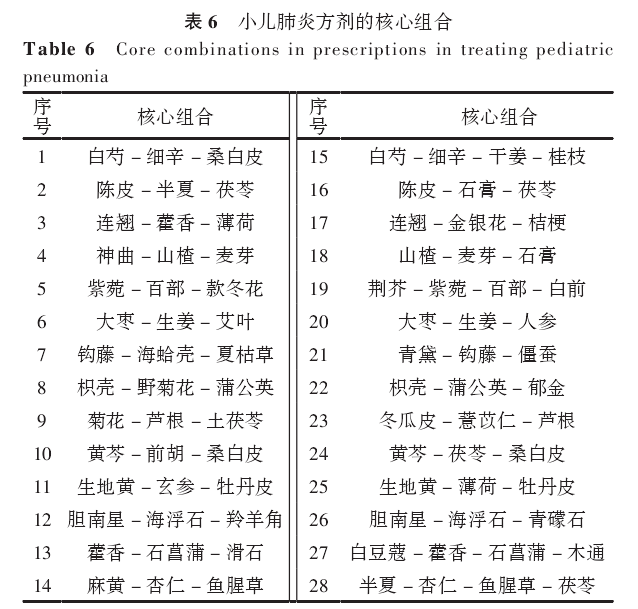 表 6 小儿肺炎方剂的核心组合
Table 6 Core combinations in prescriptions in treating pediatric
pneumonia
序号 核心组合 序号 核心组合
1 白芍－细辛－桑白皮 15 白芍－细辛－干姜－桂枝
2 陈皮－半夏－茯苓 16 陈皮－石膏－茯苓
3 连翘－藿香－薄荷 17 连翘－金银花－桔梗
4 神曲－山楂－麦芽 18 山楂－麦芽－石膏
5 紫菀－百部－款冬花 19 荆芥－紫菀－百部－白前
6 大枣－生姜－艾叶 20 大枣－生姜－人参
7 钩藤－海蛤壳－夏枯草 21 青黛－钩藤－僵蚕
8 枳壳－野菊花－蒲公英 22 枳壳－蒲公英－郁金
9 菊花－芦根－土茯苓 23 冬瓜皮－薏苡仁－芦根
10 黄芩－前胡－桑白皮 24 黄芩－茯苓－桑白皮
11 生地黄－玄参－牡丹皮 25 生地黄－薄荷－牡丹皮
12 胆南星－海浮石－羚羊角 26 胆南星－海浮石－青礞石
13 藿香－石菖蒲－滑石 27 白豆蔻－藿香－石菖蒲－木通
14 麻黄－杏仁－鱼腥草 28 半夏－杏仁－鱼腥草－茯苓